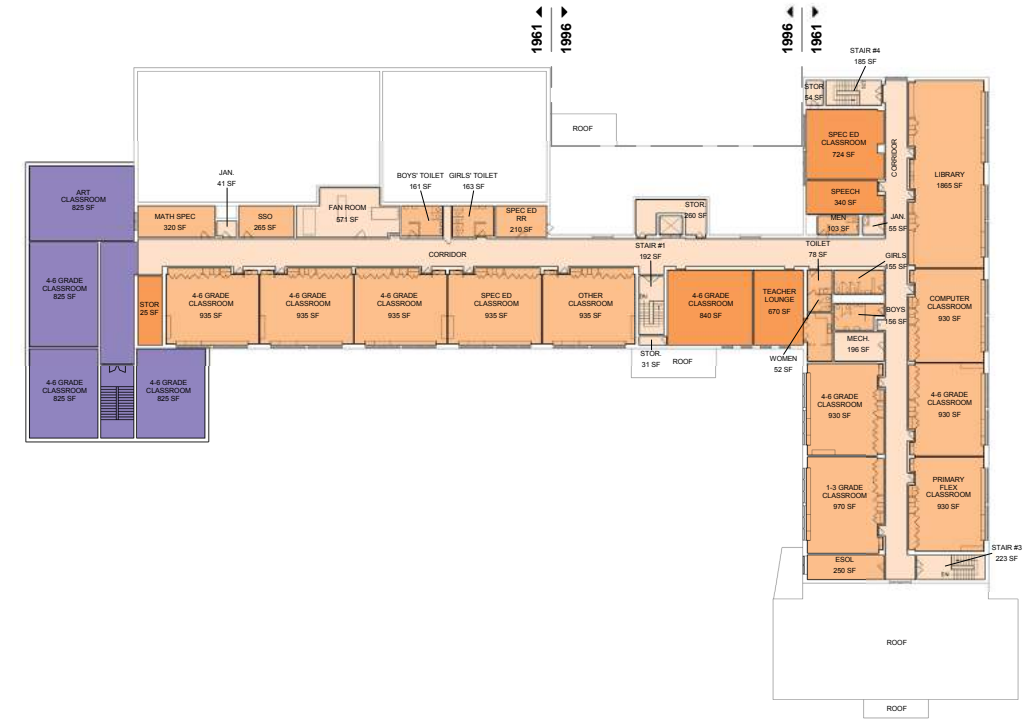 1961
1996
1996
1961
STAIR #4
185 SF
STOR
54 SF
ROOF
SPEC ED
CLASSROOM
724 SF
CORRIDOR
LIBRARY
1865 SF
JAN.
41 SF
BOYS' TOILET
161 SF
GIRLS' TOILET
163 SF
SPEECH
340 SF
ART
CLASSROOM
825 SF
MATH SPEC
320 SF
SSO
265 SF
FAN ROOM
571 SF
SPEC ED
RR
210 SF
STOR.
260 SF
MEN
103 SF
JAN.
55 SF
STAIR #1
192 SF
TOILET
78 SF
CORRIDOR
GIRLS
155 SF
4-6 GRADE
CLASSROOM
825 SF
STOR
25 SF
4-6 GRADE
CLASSROOM
935 SF
4-6 GRADE
CLASSROOM
935 SF
4-6 GRADE
CLASSROOM
935 SF
SPEC ED
CLASSROOM
935 SF
OTHER
CLASSROOM
935 SF
4-6 GRADE
CLASSROOM
840 SF
TEACHER
LOUNGE
670 SF
COMPUTER
CLASSROOM
930 SF
BOYS
156 SF
MECH.
196 SF
STOR.
31 SF
ROOF
WOMEN
52 SF
4-6 GRADE
CLASSROOM
825 SF
4-6 GRADE
CLASSROOM
825 SF
4-6 GRADE
CLASSROOM
930 SF
4-6 GRADE
CLASSROOM
930 SF
1-3 GRADE
CLASSROOM
970 SF
PRIMARY
FLEX
CLASSROOM
930 SF
ESOL
250 SF
STAIR #3
223 SF
ROOF
ROOF